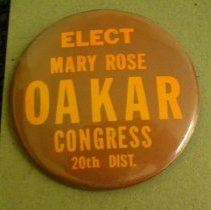 ELECT
MARY ROSE
OAKAR
CONGRESS
20th DIST.